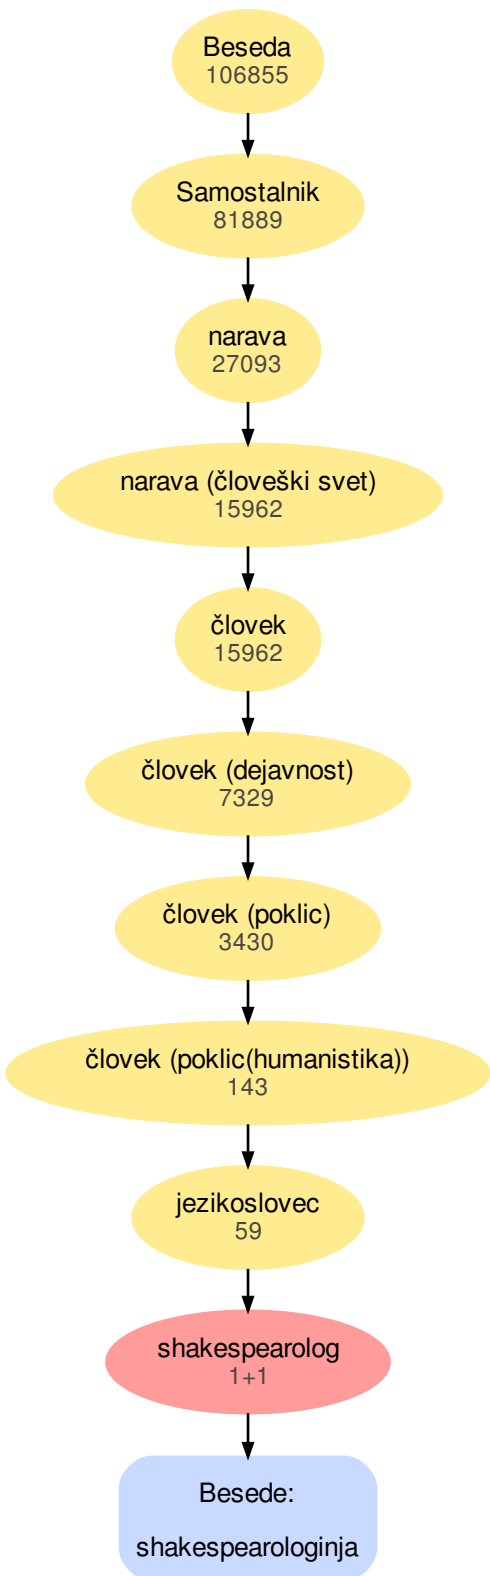 Beseda
106855
Samostalnik
81889
narava
27093
narava (človeški svet)
15962
človek
15962
človek (dejavnost)
7329
človek (poklic)
3430
človek (poklic(humanistika))
143
jezikoslovec
59
shakespearolog
1+1
Besede:
shakespearologinja